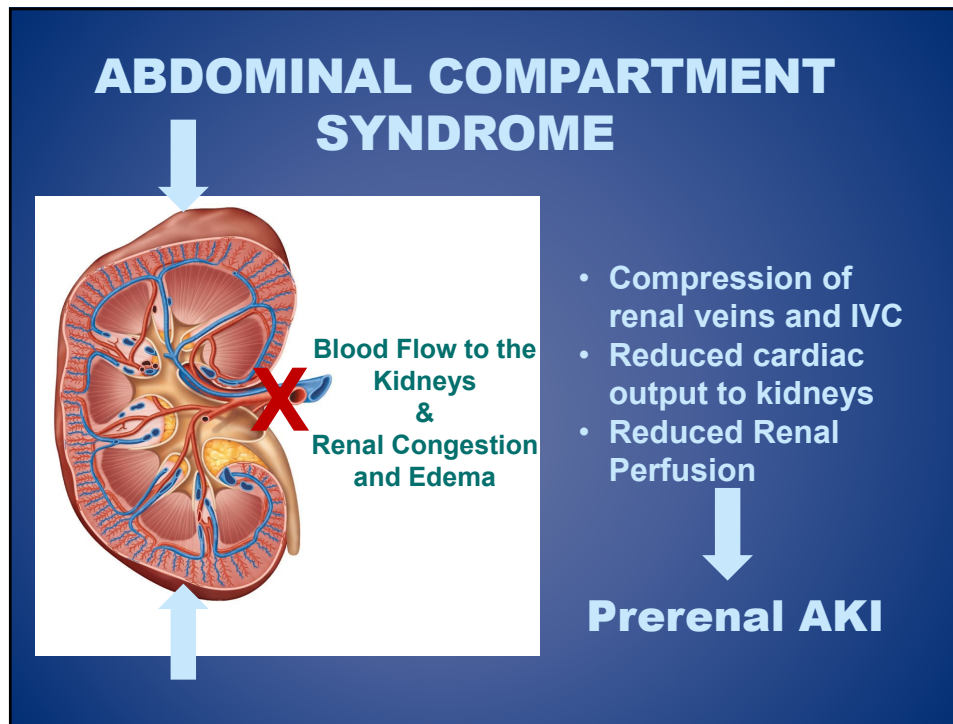 ABDOMINAL COMPARTMENT
SYNDROME
Blood Flow to the
Kidneys
&
Renal Congestion
and Edema
X
• Compression of
renal veins and IVC
• Reduced cardiac
output to kidneys
• Reduced Renal
Perfusion
Prerenal AKI